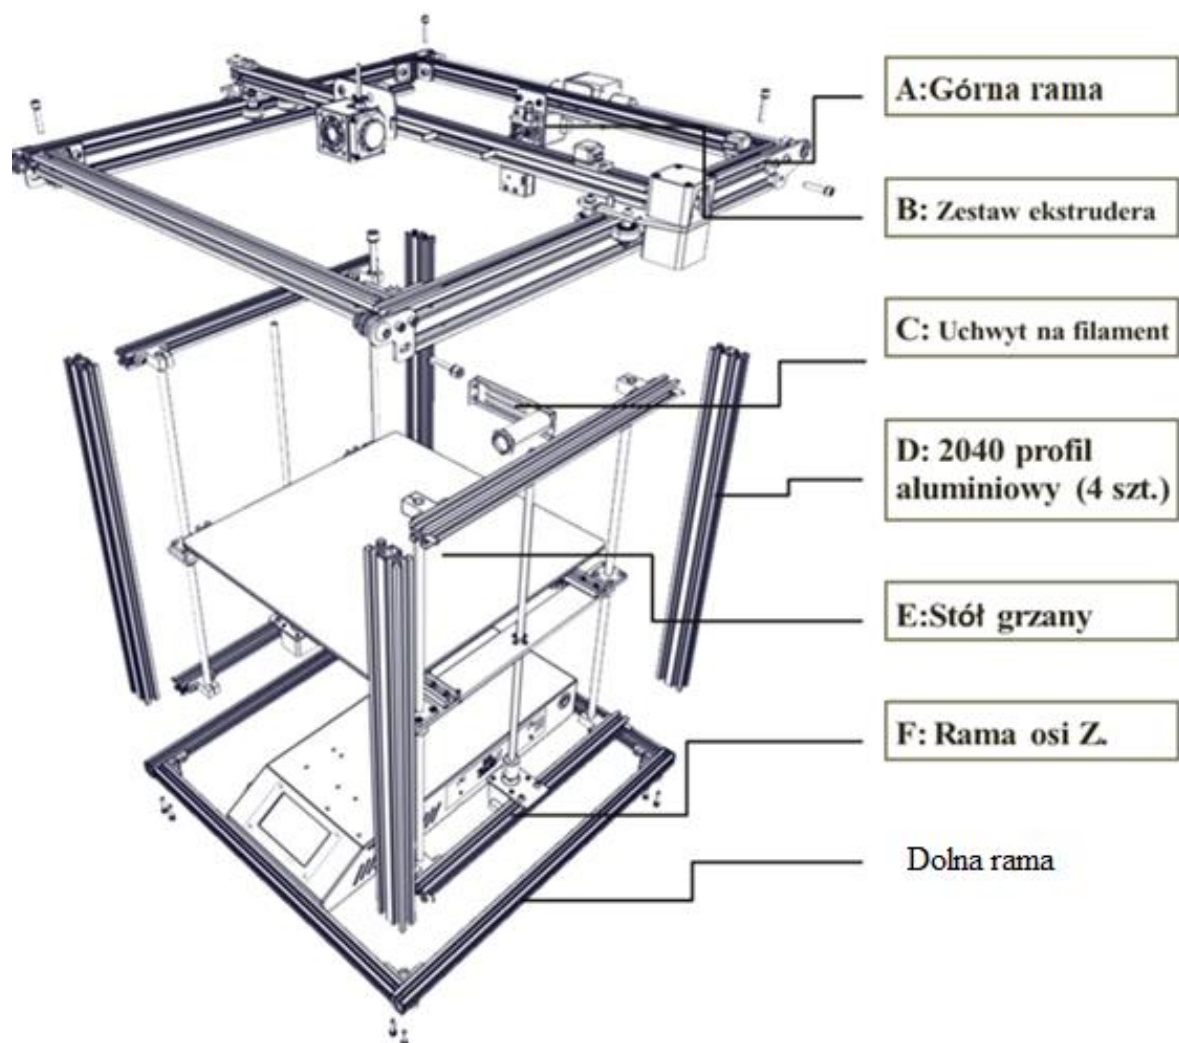 A:Górna rama
B: Zestaw ekstrudera
C: Uchwyt na filament
D: 2040 profil
aluminiowy (4 szt.)
E:Stół grzany
F: Rama osi Z.
Dolna rama